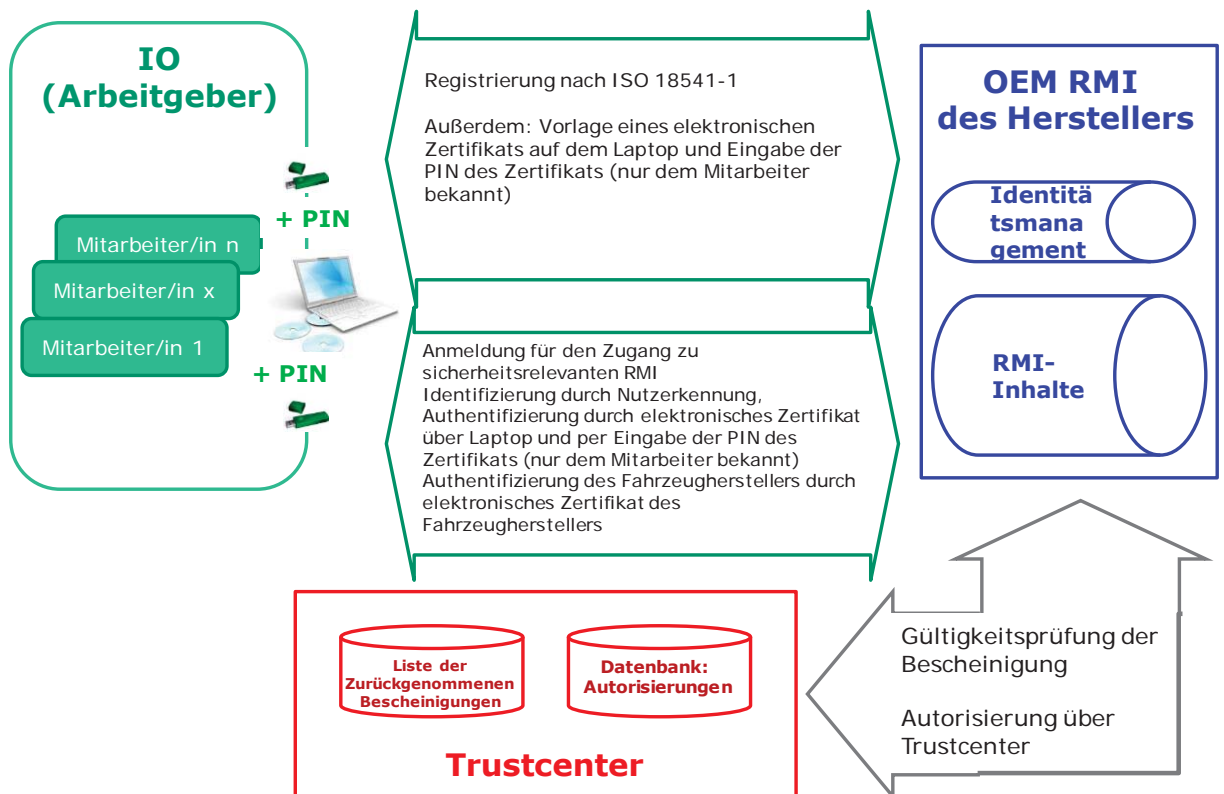 IO
(Arbeitgeber)
+ PIN
Mitarbeiter/in n
Mitarbeiter/in x
Mitarbeiter/in 1
+ PIN
Registrierung nach ISO 18541-1
Außerdem: Vorlage eines elektronischen
Zertifikats auf dem Laptop und Eingabe der
PIN des Zertifikats (nur dem Mitarbeiter
bekannt)
Anmeldung für den Zugang zu
sicherheitsrelevanten RMI
Identifizierung durch Nutzerkennung,
Authentifizierung durch elektronisches Zertifikat
über Laptop und per Eingabe der PIN des
Zertifikats (nur dem Mitarbeiter bekannt)
Authentifizierung des Fahrzeugherstellers durch
elektronisches Zertifikat des
Fahrzeugherstellers
OEM RMI
des Herstellers
Identitä
tsmana
gement
RMI-
Inhalte
Gültigkeitsprüfung der
Bescheinigung
Autorisierung über
Trustcenter
Liste der
Zurückgenommenen
Bescheinigungen
Datenbank:
Autorisierungen
Trustcenter